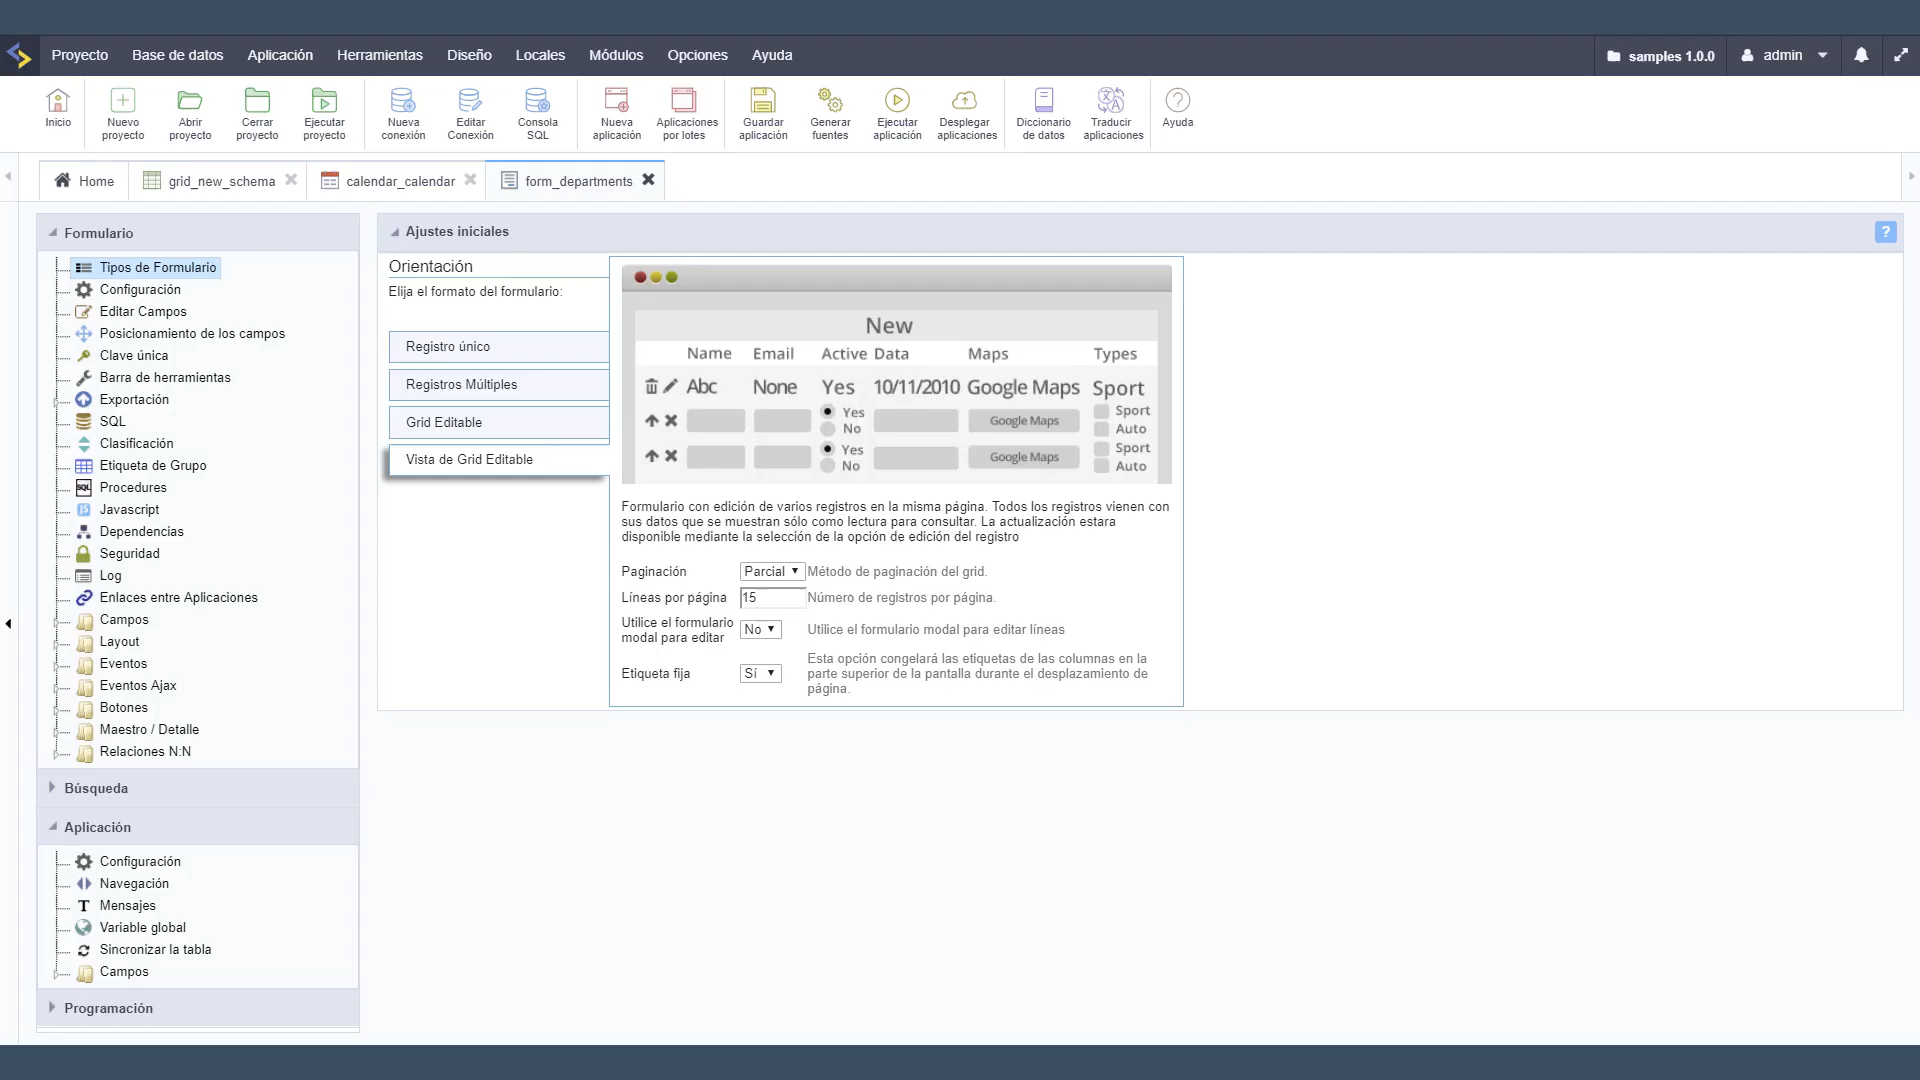 Proyecto Base de datos Aplicación Herramientas Diseño Locales Módulos Opciones Ayuda samples 1.0.0 admin
Inicio
Nuevo proyecto
Abrir proyecto
Cerrar proyecto
Ejecutar proyecto
Nueva conexión
Editar Conexión
Consola SQL
Nueva aplicación
Aplicaciones por lotes
Guardar aplicación
Generar fuentes
Ejecutar aplicación
Desplegar aplicaciones
Diccionario de datos
Traducir aplicaciones
Ayuda
Home grid_new_schema calendar_calendar form_departments
Formulario
Tipos de Formulario
Configuración
Editar Campos
Posicionamiento de los campos
Clave única
Barra de herramientas
Exportación
SQL
Clasificación
Etiqueta de Grupo
SQL Procedures
JS Javascript
Dependencias
Seguridad
Log
Enlaces entre Aplicaciones
Campos
Layout
Eventos
Eventos Ajax
Botones
Maestro / Detalle
Relaciones N:N
Búsqueda
Aplicación
Configuración
Navegación
T Mensajes
Variable global
Sincronizar la tabla
Campos
Programación
Ajustes iniciales ?
Orientación
Elija el formato del formulario:
Registro único
Registros Múltiples
Grid Editable
Vista de Grid Editable
New
Name Email Active Data Maps Types
Abc None Yes 10/11/2010 Google Maps Sport
Yes Google Maps Sport
No Auto
Yes Google Maps Sport
No Auto
Formulario con edición de varios registros en la misma página. Todos los registros vienen con
sus datos que se muestran sólo como lectura para consultar. La actualización estara
disponible mediante la selección de la opción de edición del registro
Paginación Parcial Método de paginación del grid.
Líneas por página 15 Número de registros por página.
Utilice el formulario
modal para editar No Utilice el formulario modal para editar líneas
Etiqueta fija Sí Esta opción congelará las etiquetas de las columnas en la
parte superior de la pantalla durante el desplazamiento de
página.